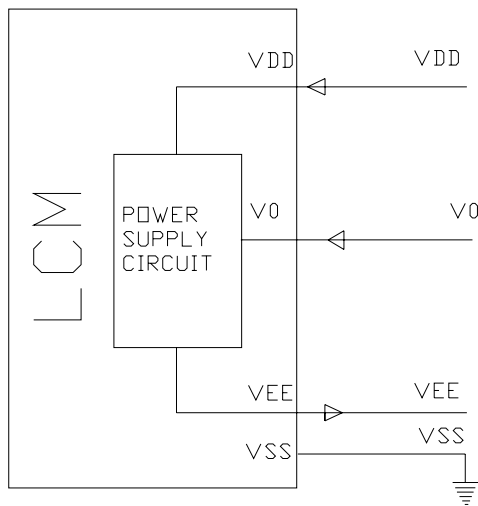 VDD VDD
LCM
POWER
SUPPLY
CIRCUIT
V0 V0
VEE VEE
VSS VSS